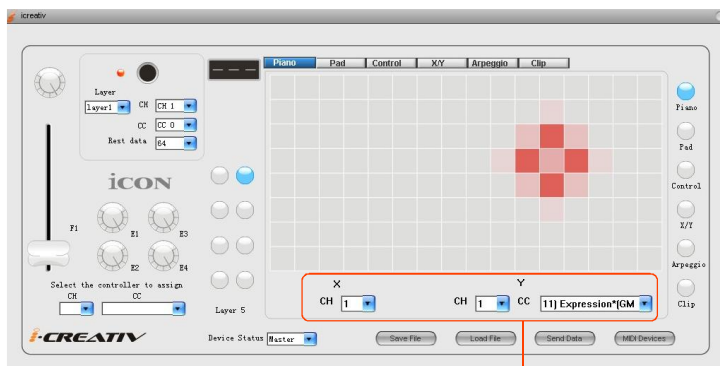 icreativ
Piano Pad Control X/Y Arpeggio Clip
Layer
layer1 CH CH 1
CC CC 0
Rest data 64
icon
F1
E1 E3
E2 E4
Select the controller to assign
CH CC
Layer 5
X Y
CH 1 CH 1 CC 11) Expression*(GM
Piano
Pad
Control
X/Y
Arpeggio
Clip
i-CREATIV
Device Status Master Save File Load File Send Data MIDI Devices